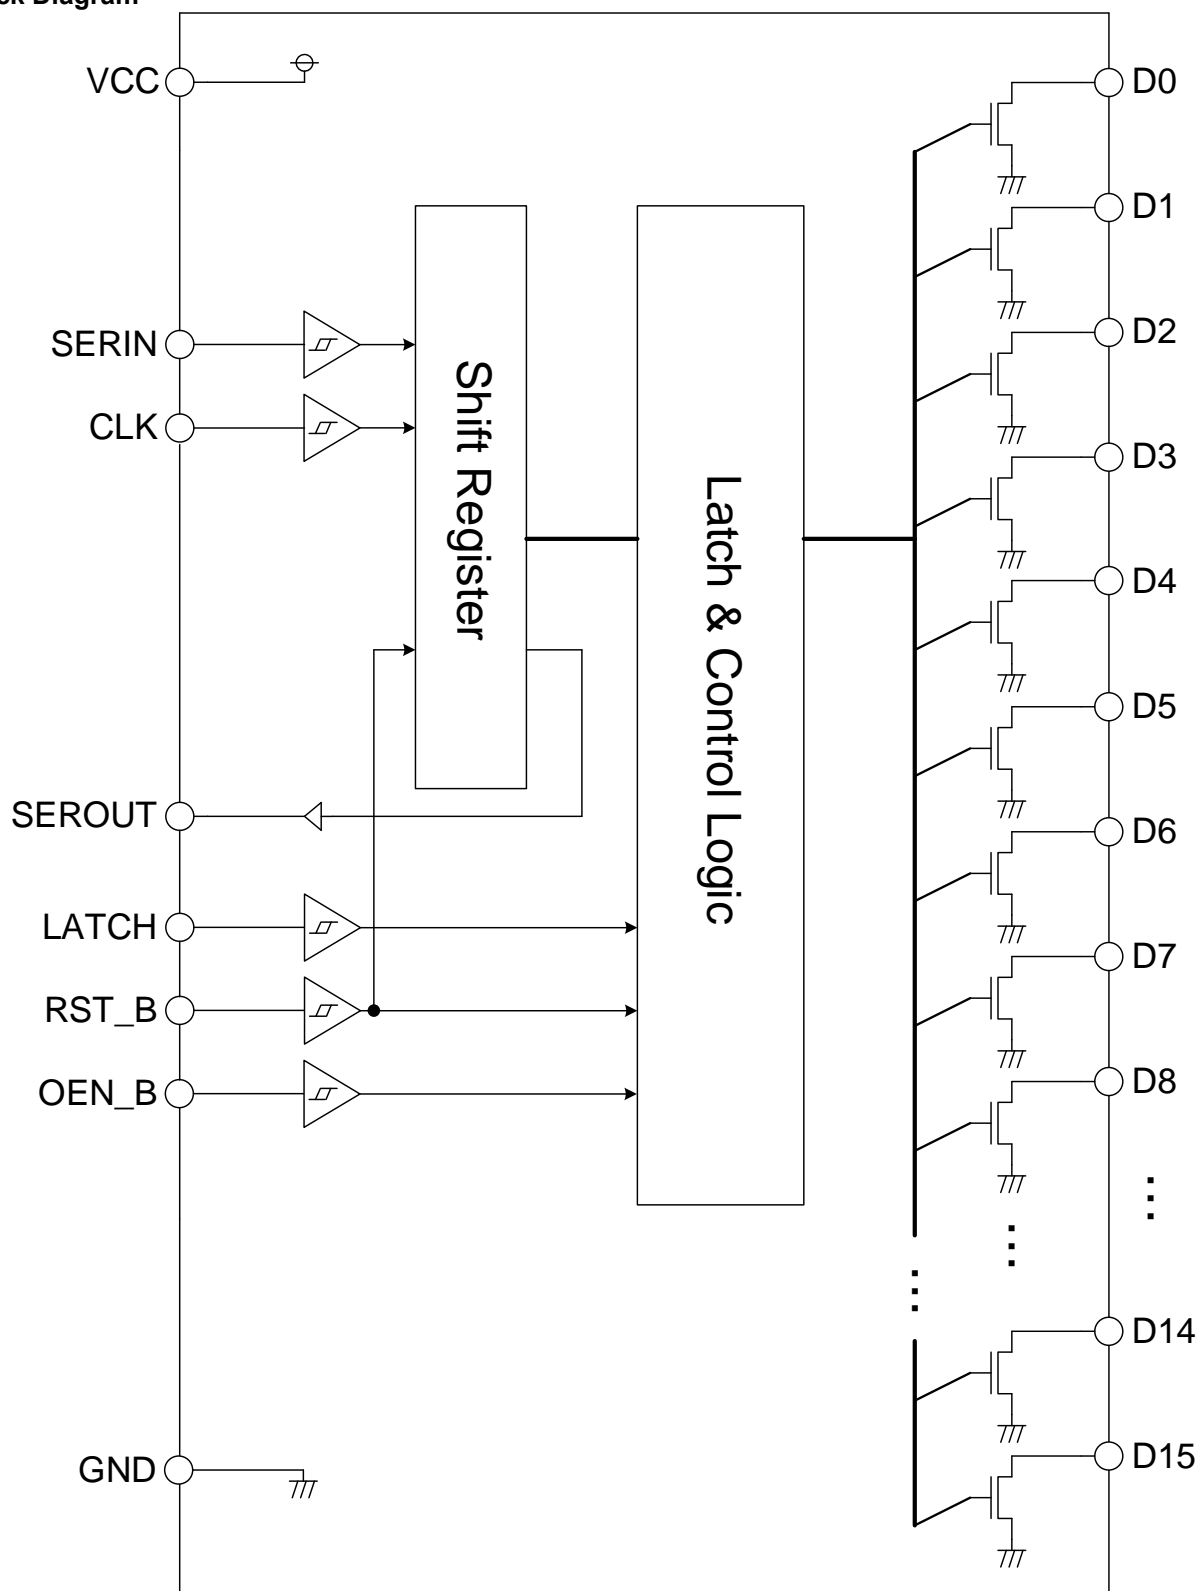 Diagram
VCC
SERIN
CLK
SEROUT
LATCH
RST_B
OEN_B
GND
Shift Register
Latch & Control Logic
D0
D1
D2
D3
D4
D5
D6
D7
D8
D14
D15